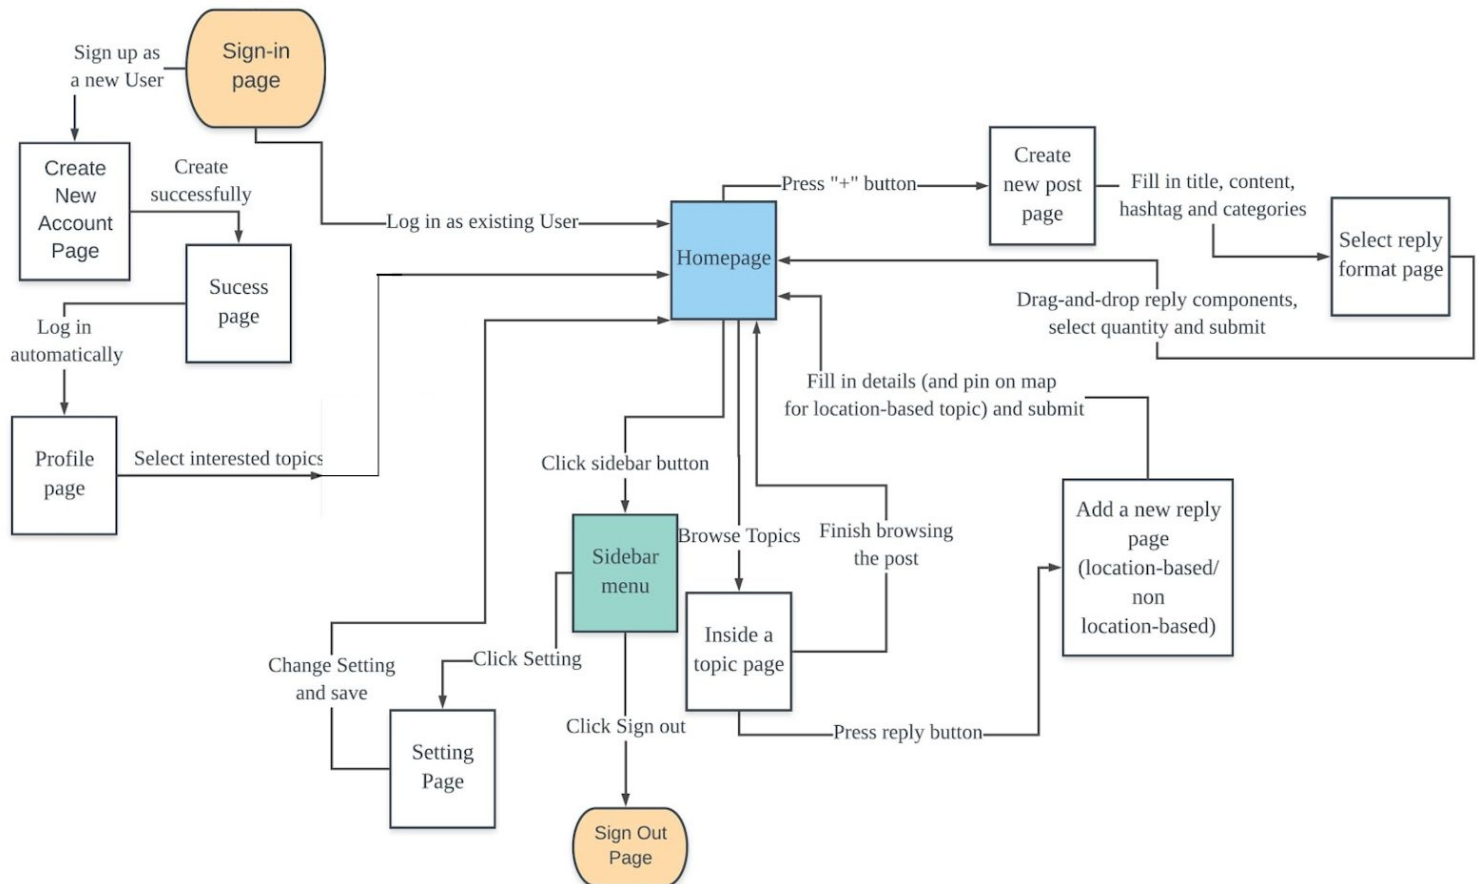 Sign-in
page
Sign up as
a new User
Create
New
Account
Page
Create
successfully
Sucess
page
Log in
automatically
Profile
page
Select interested topics
Log in as existing User
Homepage
Press "+" button
Create
new post
page
Fill in title, content,
hashtag and categories
Select reply
format page
Drag-and-drop reply components,
select quantity and submit
Fill in details (and pin on map
for location-based topic) and submit
Click sidebar button
Sidebar
menu
Browse Topics
Finish browsing
the post
Add a new reply
page
(location-based/
non
location-based)
Inside a
topic page
Press reply button
Click Setting
Change Setting
and save
Setting
Page
Click Sign out
Sign Out
Page